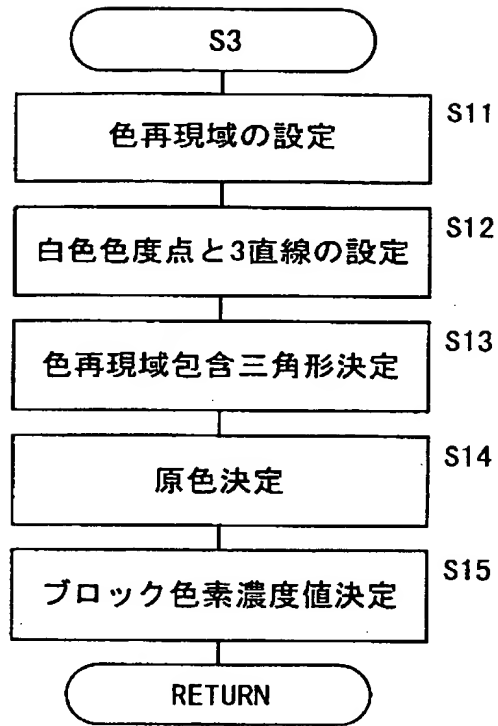 S3
色再現域の設定
S11
白色色度点と3直線の設定
S12
色再現域包含三角形決定
S13
原色決定
S14
ブロック色素濃度値決定
S15
RETURN